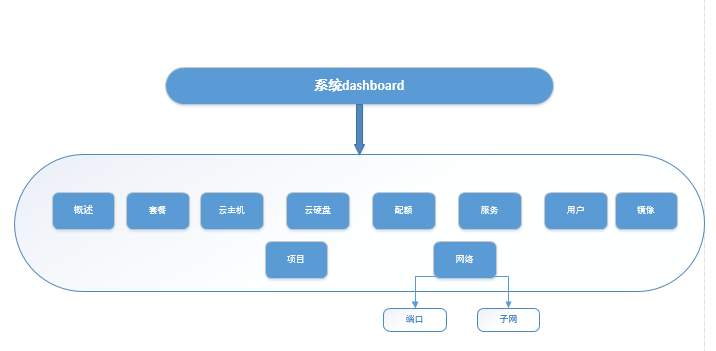 系统dashboard
概述
套餐
云主机
云硬盘
配额
服务
用户
镜像
项目
网络
端口
子网